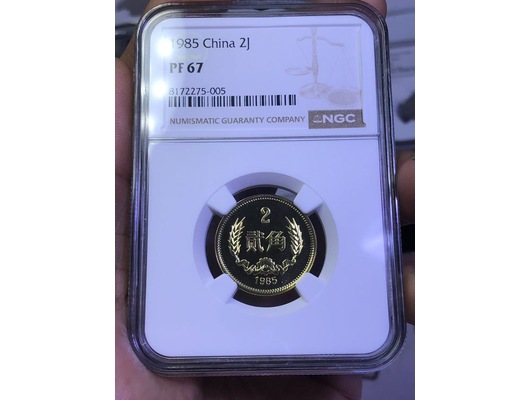 1985 China 2J
PF 67
8172275-005
NUMISMATIC GUARANTY COMPANY
NGC
2
贰角
1985